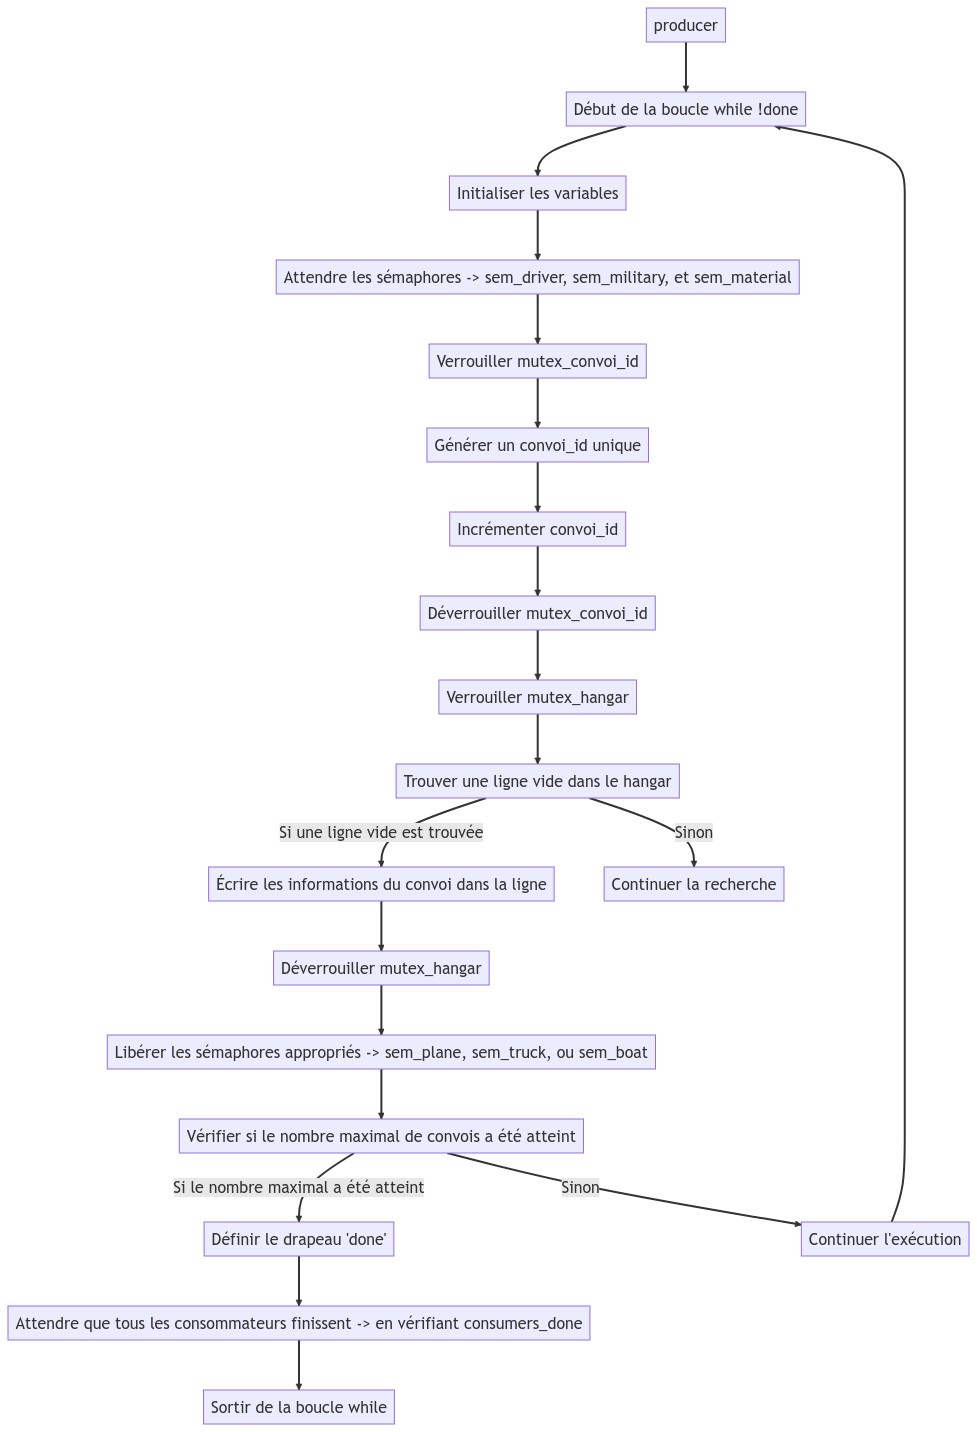 producer
Début de la boucle while !done
Initialiser les variables
Attendre les sémaphores -> sem_driver, sem_military, et sem_material
Verrouiller mutex_convoi_id
Générer un convoi_id unique
Incrémenter convoi_id
Déverrouiller mutex_convoi_id
Verrouiller mutex_hangar
Trouver une ligne vide dans le hangar
Si une ligne vide est trouvée
Sinon
Écrire les informations du convoi dans la ligne
Continuer la recherche
Déverrouiller mutex_hangar
Libérer les sémaphores appropriés -> sem_plane, sem_truck, ou sem_boat
Vérifier si le nombre maximal de convois a été atteint
Si le nombre maximal a été atteint
Sinon
Définir le drapeau 'done'
Continuer l'exécution
Attendre que tous les consommateurs finissent -> en vérifiant consumers_done
Sortir de la boucle while